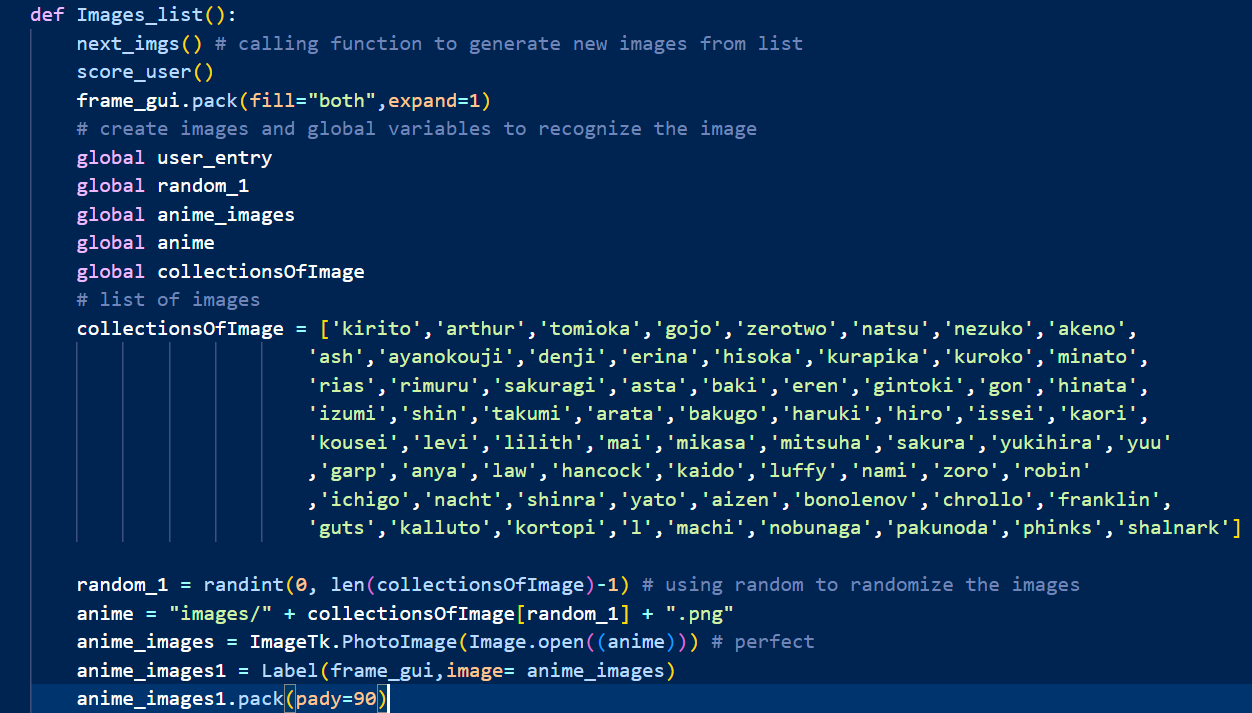 def Images_list():
    next_imgs() # calling function to generate new images from list
    score_user()
    frame_gui.pack(fill="both",expand=1)
    # create images and global variables to recognize the image
    global user_entry
    global random_1
    global anime_images
    global anime
    global collectionsOfImage
    # list of images
    collectionsOfImage = ['kirito','arthur','tomioka','gojo','zerotwo','natsu','nezuko','akeno',
                        'ash','ayanokouji','denji','erina','hisoka','kurapika','kuroko','minato',
                        'rias','rimuru','sakuragi','asta','baki','eren','gintoki','gon','hinata',
                        'izumi','shin','takumi','arata','bakugo','haruki','hiro','issei','kaori',
                        'kousei','levi','lilith','mai','mikasa','mitsuha','sakura','yukihira','yuu'
                        ,'garp','anya','law','hancock','kaido','luffy','nami','zoro','robin'
                        ,'ichigo','nacht','shinra','yato','aizen','bonolenov','chrollo','franklin',
                        'guts','kalluto','kortopi','l','machi','nobunaga','pakunoda','phinks','shalnark']
    random_1 = randint(0, len(collectionsOfImage)-1) # using random to randomize the images
    anime = "images/" + collectionsOfImage[random_1] + ".png"
    anime_images = ImageTk.PhotoImage(Image.open((anime))) # perfect
    anime_images1 = Label(frame_gui,image= anime_images)
    anime_images1.pack(pady=90)